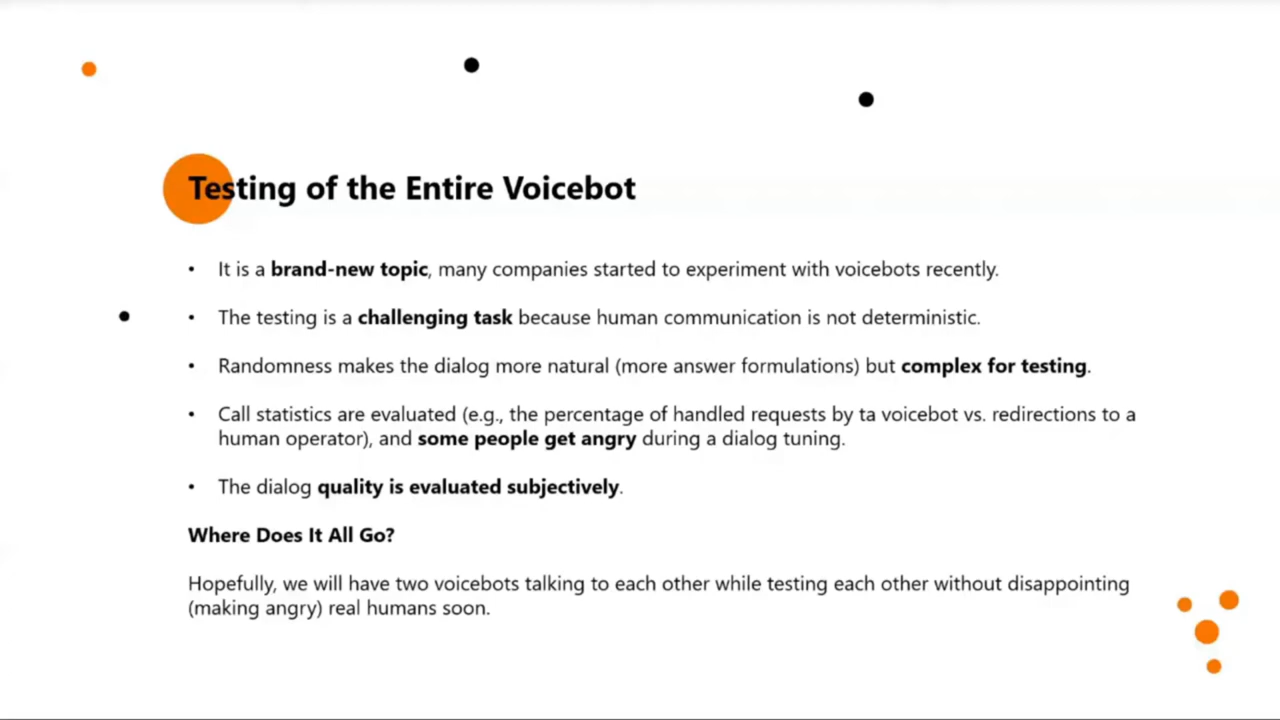 Testing of the Entire Voicebot
• It is a brand-new topic, many companies started to experiment with voicebots recently.
• The testing is a challenging task because human communication is not deterministic.
• Randomness makes the dialog more natural (more answer formulations) but complex for testing.
• Call statistics are evaluated (e.g., the percentage of handled requests by ta voicebot vs. redirections to a
human operator), and some people get angry during a dialog tuning.
• The dialog quality is evaluated subjectively.
Where Does It All Go?
Hopefully, we will have two voicebots talking to each other while testing each other without disappointing
(making angry) real humans soon.